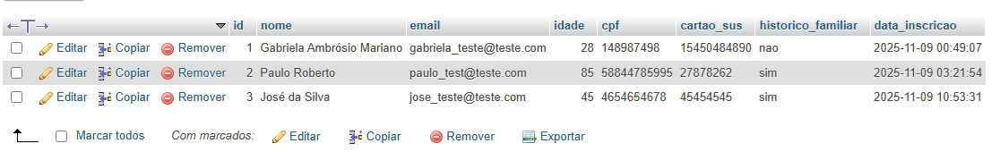 id nome email idade cpf cartao_sus historico_familiar data_inscricao
Editar Copiar Remover 1 Gabriela Ambrósio Mariano gabriela_teste@teste.com 28 148987498 15450484890 nao 2025-11-09 00:49:07
Editar Copiar Remover 2 Paulo Roberto paulo_test@teste.com 85 58844785995 27878262 sim 2025-11-09 03:21:54
Editar Copiar Remover 3 José da Silva jose_teste@teste.com 45 4654654678 45454545 sim 2025-11-09 10:53:31
Marcar todos Com marcados: Editar Copiar Remover Exportar